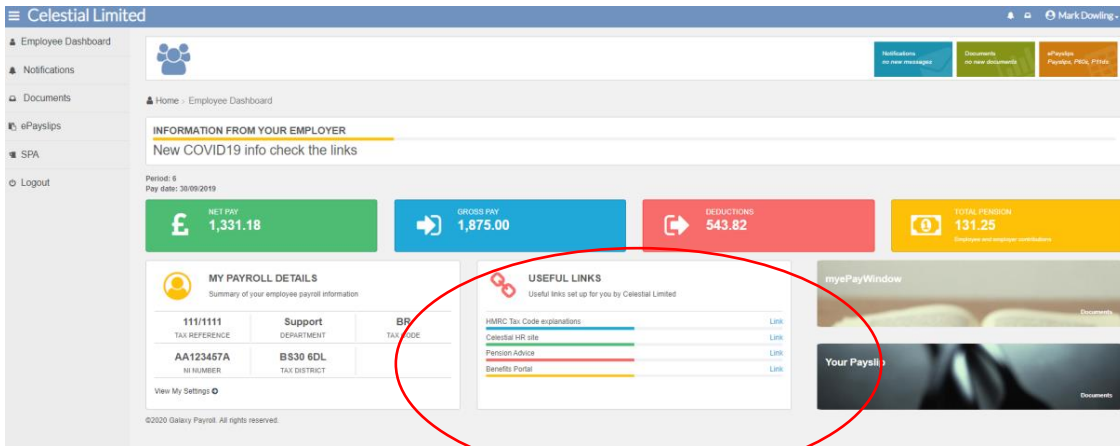 Celestial Limited
Mark Dowling
Employee Dashboard
Notifications
Documents
ePayslips
SPA
Logout
Notifications
no new messages
Documents
no new documents
ePayslips
Payslips, P60s, P11ds
Home > Employee Dashboard
INFORMATION FROM YOUR EMPLOYER
New COVID19 info check the links
Period: 6
Pay date: 30/09/2019
NET PAY
£ 1,331.18
GROSS PAY
1,875.00
DEDUCTIONS
543.82
TOTAL PENSION
131.25
Employee and employer contributions
MY PAYROLL DETAILS
Summary of your employee payroll information
111/1111 Support BR
TAX REFERENCE DEPARTMENT TAX CODE
AA123457A BS30 6DL
NI NUMBER TAX DISTRICT
View My Settings
USEFUL LINKS
Useful links set up for you by Celestial Limited
HMRC Tax Code explanations Link
Celestial HR site Link
Pension Advice Link
Benefits Portal Link
myePayWindow
Documents
Your Payslip
Documents
©2020 Galaxy Payroll. All rights reserved.